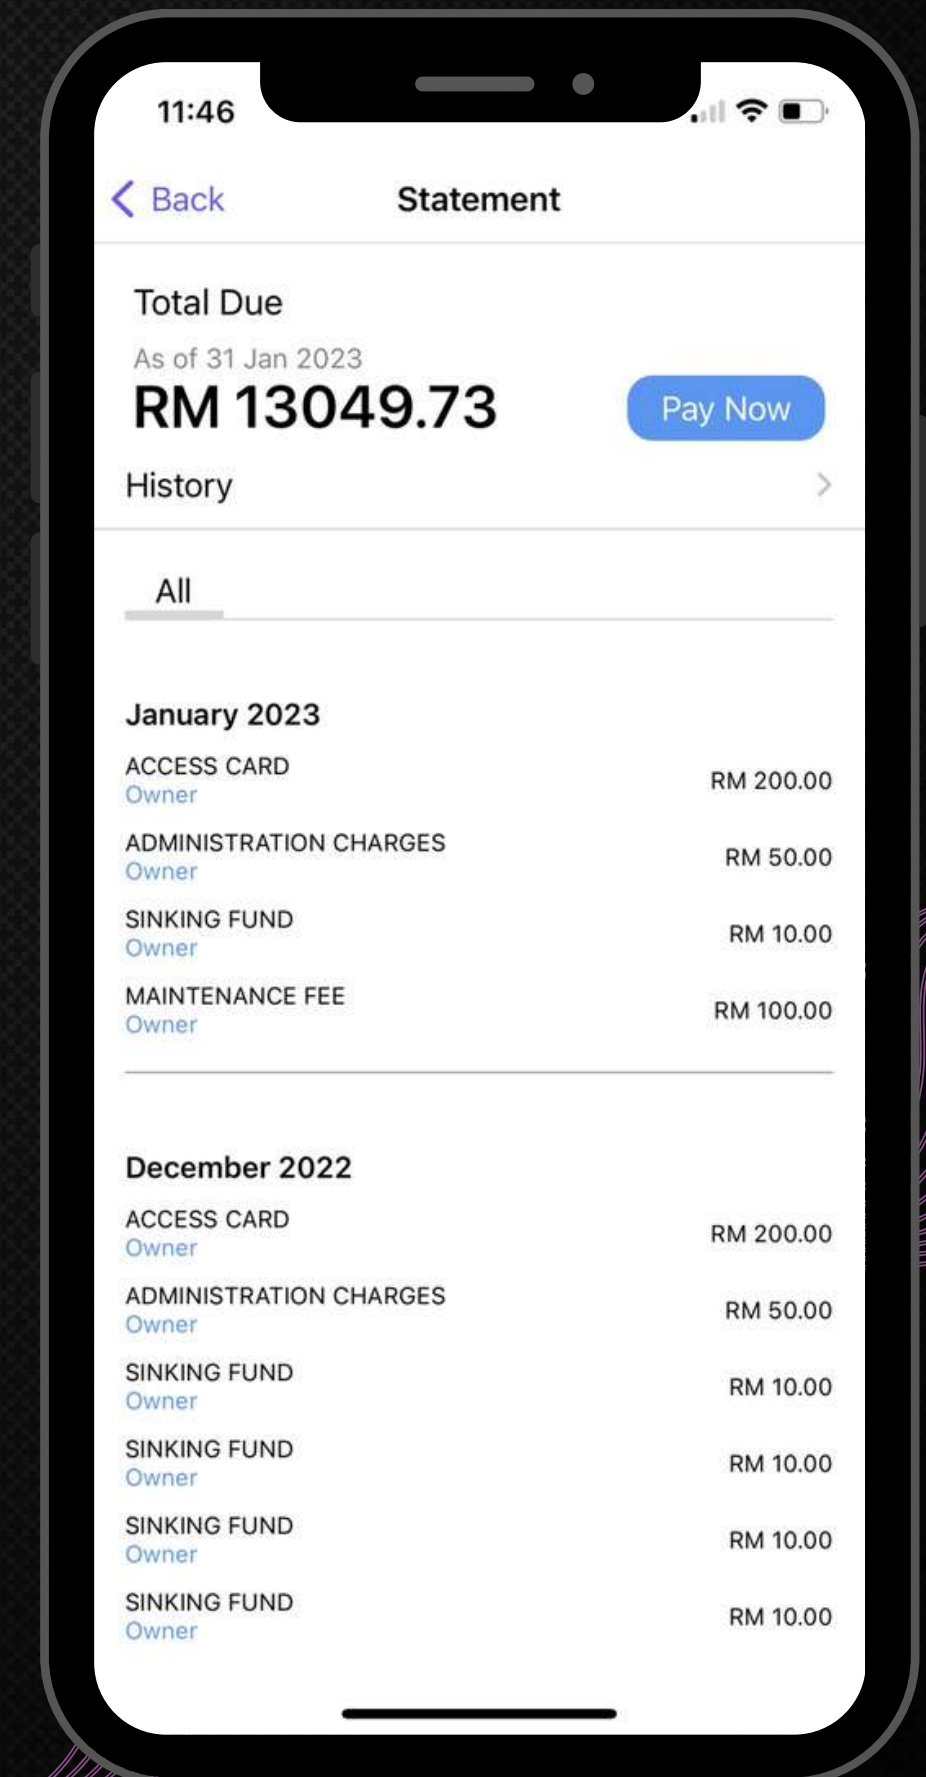 11:46
Back
Statement
Total Due
As of 31 Jan 2023
RM 13049.73
Pay Now
History
All
January 2023
ACCESS CARD
Owner
RM 200.00
ADMINISTRATION CHARGES
Owner
RM 50.00
SINKING FUND
Owner
RM 10.00
MAINTENANCE FEE
Owner
RM 100.00
December 2022
ACCESS CARD
Owner
RM 200.00
ADMINISTRATION CHARGES
Owner
RM 50.00
SINKING FUND
Owner
RM 10.00
SINKING FUND
Owner
RM 10.00
SINKING FUND
Owner
RM 10.00
SINKING FUND
Owner
RM 10.00